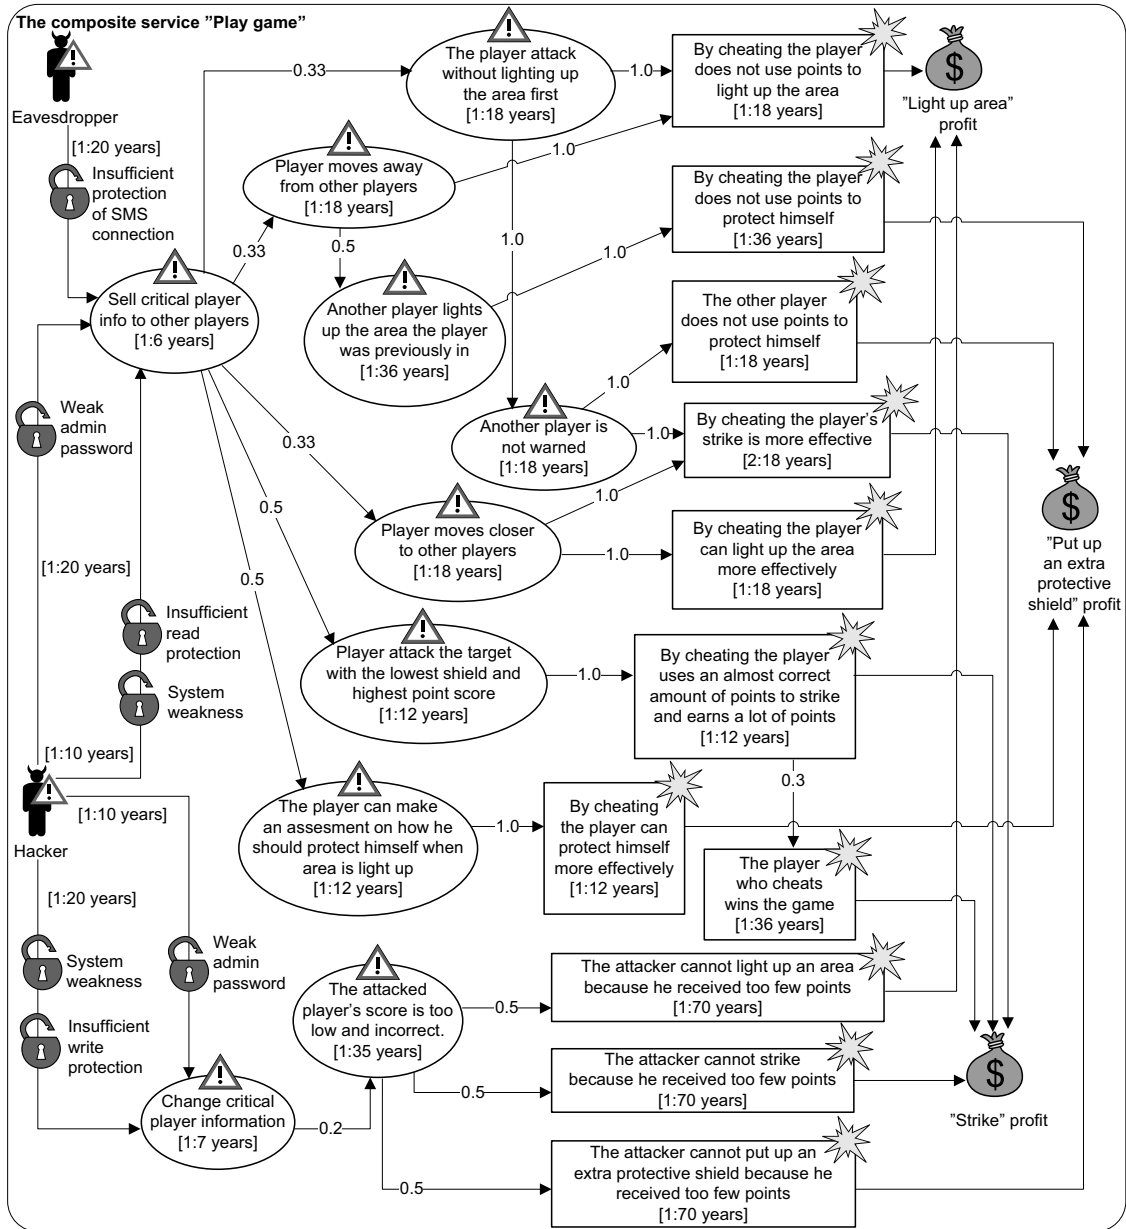 The composite service ”Play game”
Eavesdropper
[1:20 years]
Insufficient
protection
of SMS
connection
0.33
The player attack
without lighting up
the area first
[1:18 years]
1.0
By cheating the player
does not use points to
light up the area
[1:18 years]
$
”Light up area”
profit
Player moves away
from other players
[1:18 years]
1.0
0.33
0.5
1.0
By cheating the player
does not use points to
protect himself
[1:36 years]
1.0
Sell critical player
info to other players
[1:6 years]
Another player lights
up the area the player
was previously in
[1:36 years]
The other player
does not use points to
protect himself
[1:18 years]
1.0
Weak
admin
password
0.33
Another player is
not warned
[1:18 years]
1.0
By cheating the player’s
strike is more effective
[2:18 years]
1.0
$
”Put up
an extra
protective
shield” profit
0.5
Player moves closer
to other players
[1:18 years]
1.0
By cheating the player
can light up the area
more effectively
[1:18 years]
[1:20 years]
0.5
Insufficient
read
protection
System
weakness
[1:10 years]
Player attack the target
with the lowest shield and
highest point score
[1:12 years]
1.0
By cheating the player
uses an almost correct
amount of points to strike
and earns a lot of points
[1:12 years]
0.3
Hacker
[1:10 years]
The player can make
an assesment on how he
should protect himself when
area is light up
[1:12 years]
1.0
By cheating
the player can
protect himself
more effectively
[1:12 years]
The player
who cheats
wins the game
[1:36 years]
[1:20 years]
System
weakness
Weak
admin
password
Insufficient
write
protection
The attacked
player’s score is too
low and incorrect.
[1:35 years]
0.5
The attacker cannot light up an area
because he received too few points
[1:70 years]
0.5
The attacker cannot strike
because he received too few points
[1:70 years]
$
”Strike” profit
Change critical
player information
[1:7 years]
0.2
0.5
The attacker cannot put up an
extra protective shield because he
received too few points
[1:70 years]